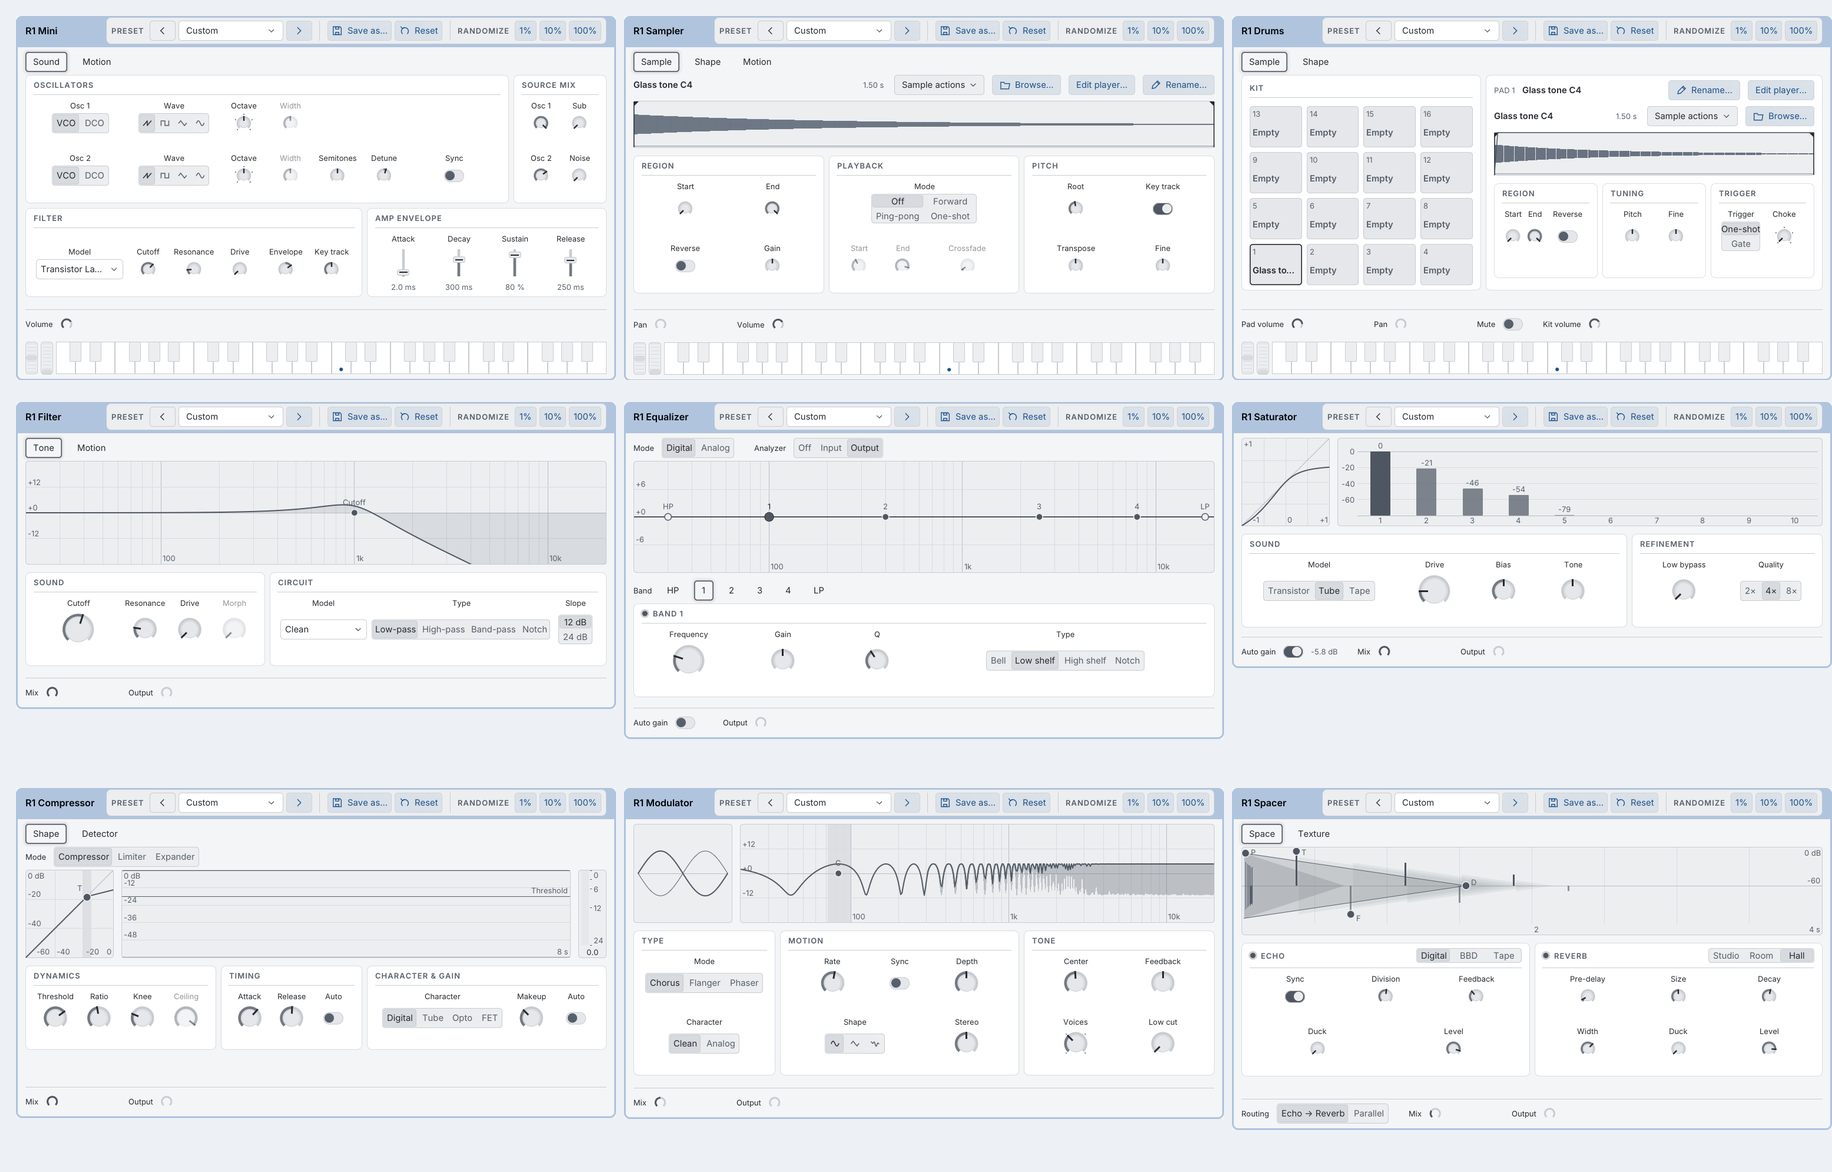 R1 Mini PRESET Custom Save as... Reset RANDOMIZE 1% 10% 100%
Sound Motion
OSCILLATORS
Osc 1 Wave Octave Width
VCO DCO
Osc 2 Wave Octave Width Semitones Detune Sync
VCO DCO
SOURCE MIX
Osc 1 Sub
Osc 2 Noise
FILTER
Model Cutoff Resonance Drive Envelope Key track
Transistor La...
AMP ENVELOPE
Attack Decay Sustain Release
2.0 ms 300 ms 80 % 250 ms
Volume
R1 Sampler PRESET Custom Save as... Reset RANDOMIZE 1% 10% 100%
Sample Shape Motion
Glass tone C4 1.50 s Sample actions Browse... Edit player... Rename...
REGION
Start End
Reverse Gain
PLAYBACK
Mode
Off Forward
Ping-pong One-shot
Start End Crossfade
PITCH
Root Key track
Transpose Fine
Pan Volume
R1 Drums PRESET Custom Save as... Reset RANDOMIZE 1% 10% 100%
Sample Shape
KIT
13 14 15 16
Empty Empty Empty Empty
9 10 11 12
Empty Empty Empty Empty
5 6 7 8
Empty Empty Empty Empty
1 2 3 4
Glass to... Empty Empty Empty
PAD 1 Glass tone C4 Rename... Edit player...
Glass tone C4 1.50 s Sample actions Browse...
REGION
Start End Reverse
TUNING
Pitch Fine
TRIGGER
Trigger Choke
One-shot
Gate
Pad volume Pan Mute Kit volume
R1 Filter PRESET Custom Save as... Reset RANDOMIZE 1% 10% 100%
Tone Motion
+12
+0
-12
Cutoff
100 1k 10k
SOUND
Cutoff Resonance Drive Morph
CIRCUIT
Model Type Slope
Clean Low-pass High-pass Band-pass Notch 12 dB
24 dB
Mix Output
R1 Equalizer PRESET Custom Save as... Reset RANDOMIZE 1% 10% 100%
Mode Digital Analog Analyzer Off Input Output
+6
+0
-6
HP 1 2 3 4 LP
100 1k 10k
Band HP 1 2 3 4 LP
BAND 1
Frequency Gain Q Type
Bell Low shelf High shelf Notch
Auto gain Output
R1 Saturator PRESET Custom Save as... Reset RANDOMIZE 1% 10% 100%
+1
-1 0 +1
0
-20
-40
-60
0 -21 -46 -54 -79
1 2 3 4 5 6 7 8 9 10
SOUND
Model Drive Bias Tone
Transistor Tube Tape
REFINEMENT
Low bypass Quality
2× 4× 8×
Auto gain -5.8 dB Mix Output
R1 Compressor PRESET Custom Save as... Reset RANDOMIZE 1% 10% 100%
Shape Detector
Mode Compressor Limiter Expander
0 dB
-20
-40
-60 -40 -20 0
T
0 dB
-12
-24
-36
-48
Threshold
8 s
0
-6
-12
24
0.0
DYNAMICS
Threshold Ratio Knee Ceiling
TIMING
Attack Release Auto
CHARACTER & GAIN
Character Makeup Auto
Digital Tube Opto FET
Mix Output
R1 Modulator PRESET Custom Save as... Reset RANDOMIZE 1% 10% 100%
+12
+0
-12
C
100 1k 10k
TYPE
Mode
Chorus Flanger Phaser
Character
Clean Analog
MOTION
Rate Sync Depth
Shape Stereo
TONE
Center Feedback
Voices Low cut
Mix Output
R1 Spacer PRESET Custom Save as... Reset RANDOMIZE 1% 10% 100%
Space Texture
P T D F
0 dB
-60
2 4 s
ECHO Digital BBD Tape
Sync Division Feedback
Duck Level
REVERB Studio Room Hall
Pre-delay Size Decay
Width Duck Level
Routing Echo → Reverb Parallel Mix Output